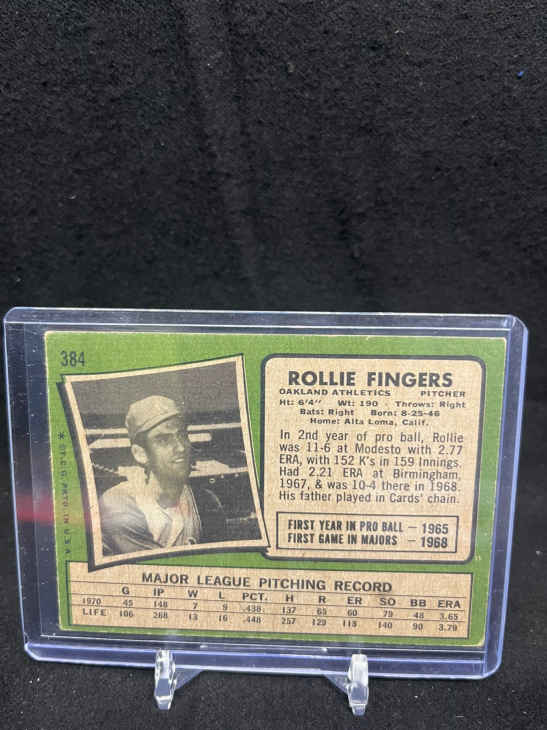 384
ROLLIE FINGERS
OAKLAND ATHLETICS PITCHER
Ht: 6'4" Wt: 190 Throws: Right
Bats: Right Born: 8-25-46
Home: Alta Loma, Calif.
In 2nd year of pro ball, Rollie
was 11-6 at Modesto with 2.77
ERA, with 152 K's in 159 Innings.
Had 2.21 ERA at Birmingham,
1967, & was 10-4 there in 1968.
His father played in Cards' chain.
FIRST YEAR IN PRO BALL — 1965
FIRST GAME IN MAJORS — 1968
* ©T.C.G. PRTD. IN U.S.A.
MAJOR LEAGUE PITCHING RECORD
G IP W L PCT. H R ER SO BB ERA
1970 45 148 7 9 .438 137 65 60 79 48 3.65
LIFE 106 268 13 16 .448 257 129 113 140 90 3.79